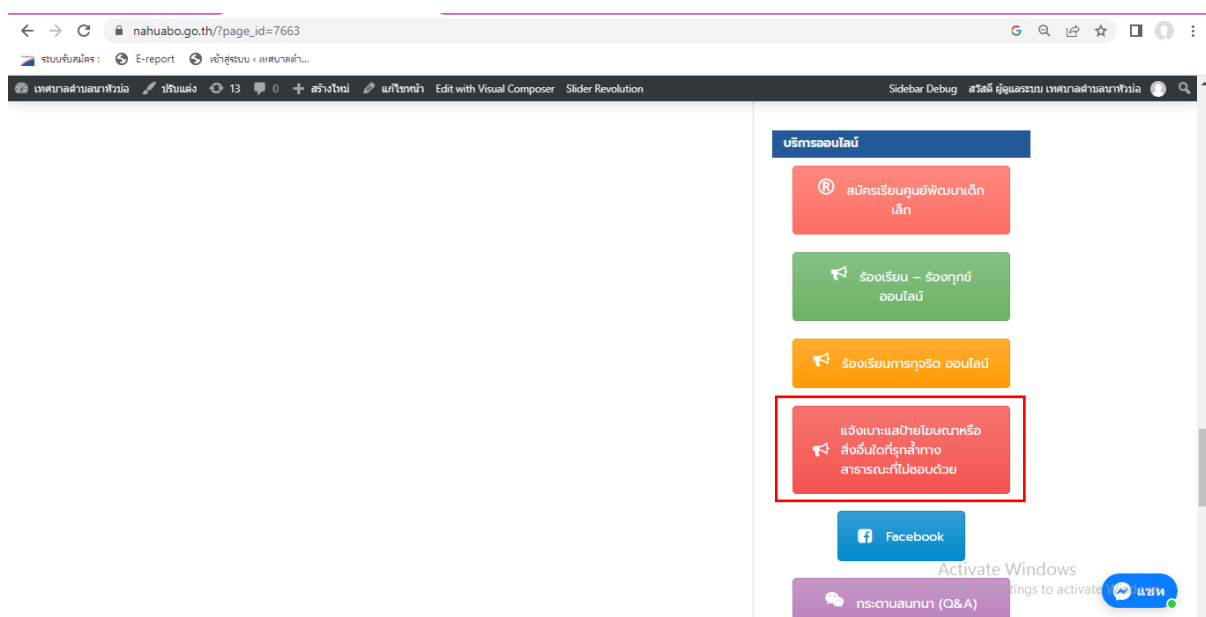 nahuabo.go.th/?page_id=7663
ระบบรับสมัคร : E-report เข้าสู่ระบบ ‹ เทศบาลตำ...
เทศบาลตำบลนาหัวบ่อ ปรับแต่ง 13 0 + สร้างใหม่ แก้ไขหน้า Edit with Visual Composer Slider Revolution Sidebar Debug สวัสดี ผู้ดูแลระบบ เทศบาลตำบลนาหัวบ่อ
บริการออนไลน์
® สมัครเรียนศูนย์พัฒนาเด็ก
เล็ก
ร้องเรียน – ร้องทุกข์
ออนไลน์
ร้องเรียนการทุจริต ออนไลน์
แจ้งเบาะแสป้ายโฆษณาหรือ
สิ่งอื่นใดที่รุกล้ำทาง
สาธารณะที่ไม่ชอบด้วย
Facebook
Activate Windows
tings to activate
แชท
กระดานสนทนา (Q&A)